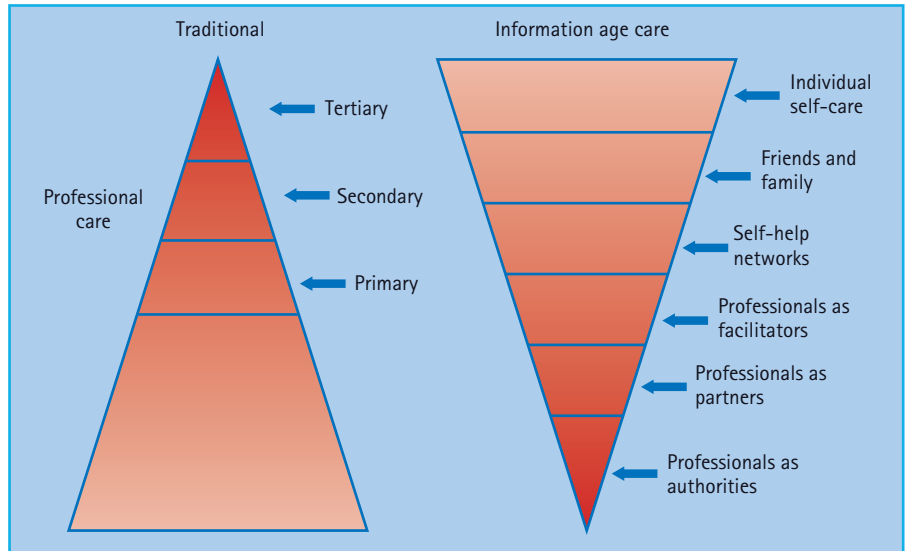 Traditional
Tertiary
Professional
care
Secondary
Primary
Information age care
Individual
self-care
Friends and
family
Self-help
networks
Professionals as
facilitators
Professionals as
partners
Professionals as
authorities